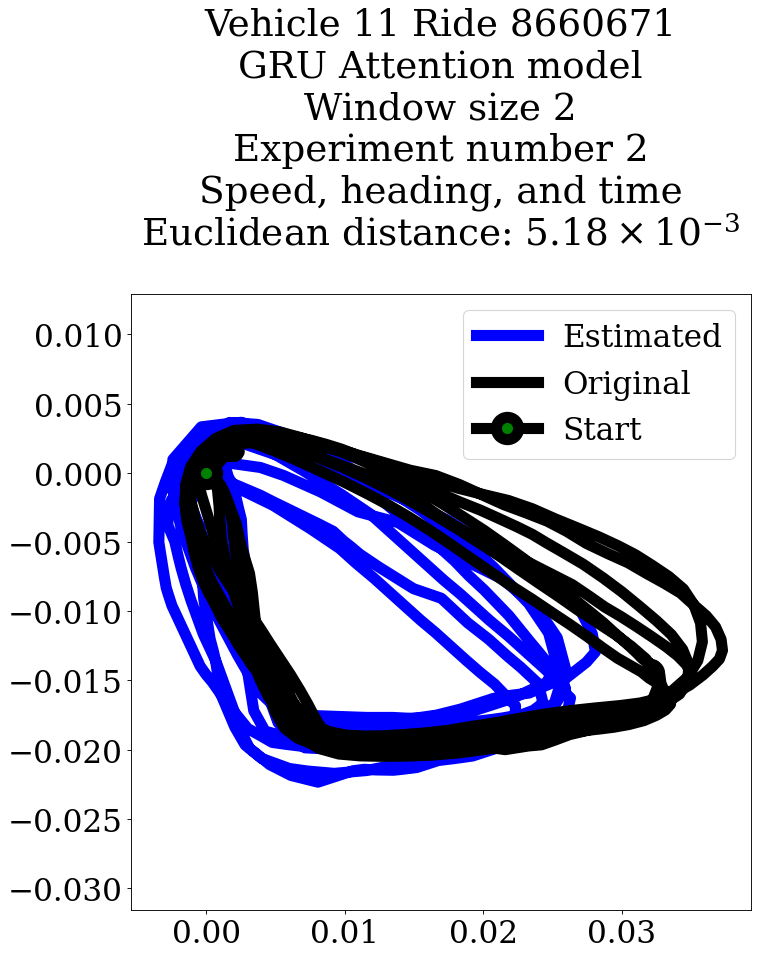 Vehicle 11 Ride 8660671
GRU Attention model
Window size 2
Experiment number 2
Speed, heading, and time
Euclidean distance: 5.18 × 10⁻³
Estimated
Original
Start
0.010
0.005
0.000
−0.005
−0.010
−0.015
−0.020
−0.025
−0.030
0.00 0.01 0.02 0.03